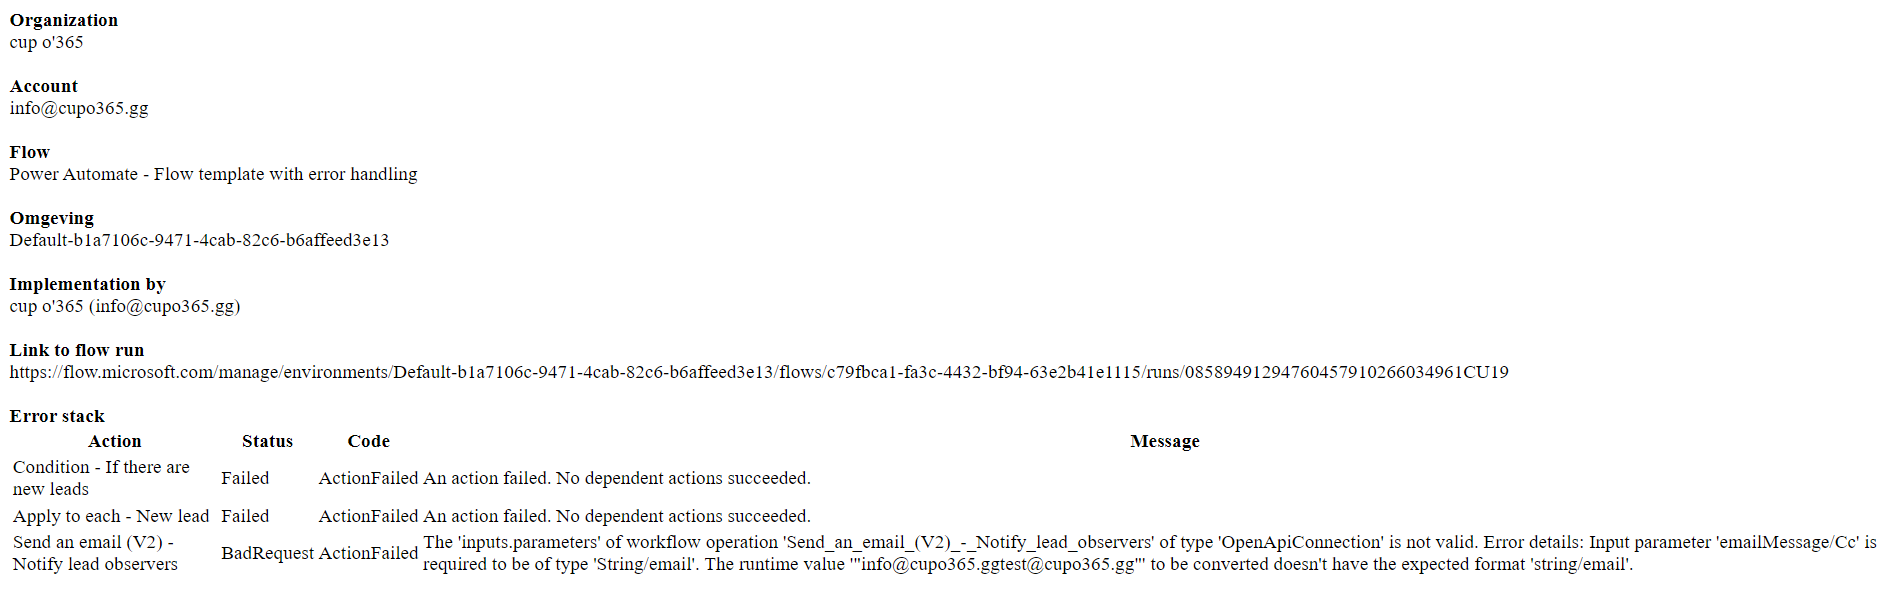 Organization
cup o'365
Account
info@cupo365.gg
Flow
Power Automate - Flow template with error handling
Omgeving
Default-b1a7106c-9471-4cab-82c6-b6affeed3e13
Implementation by
cup o'365 (info@cupo365.gg)
Link to flow run
https://flow.microsoft.com/manage/environments/Default-b1a7106c-9471-4cab-82c6-b6affeed3e13/flows/c79fbca1-fa3c-4432-bf94-63e2b41e1115/runs/08589491294760457910266034961CU19
Error stack
Action Status Code Message
Condition - If there are
new leads
Failed ActionFailed An action failed. No dependent actions succeeded.
Apply to each - New lead Failed ActionFailed An action failed. No dependent actions succeeded.
Send an email (V2) -
Notify lead observers
BadRequest ActionFailed
The 'inputs.parameters' of workflow operation 'Send_an_email_(V2)_-_Notify_lead_observers' of type 'OpenApiConnection' is not valid. Error details: Input parameter 'emailMessage/Cc' is
required to be of type 'String/email'. The runtime value '"info@cupo365.ggtest@cupo365.gg"' to be converted doesn't have the expected format 'string/email'.